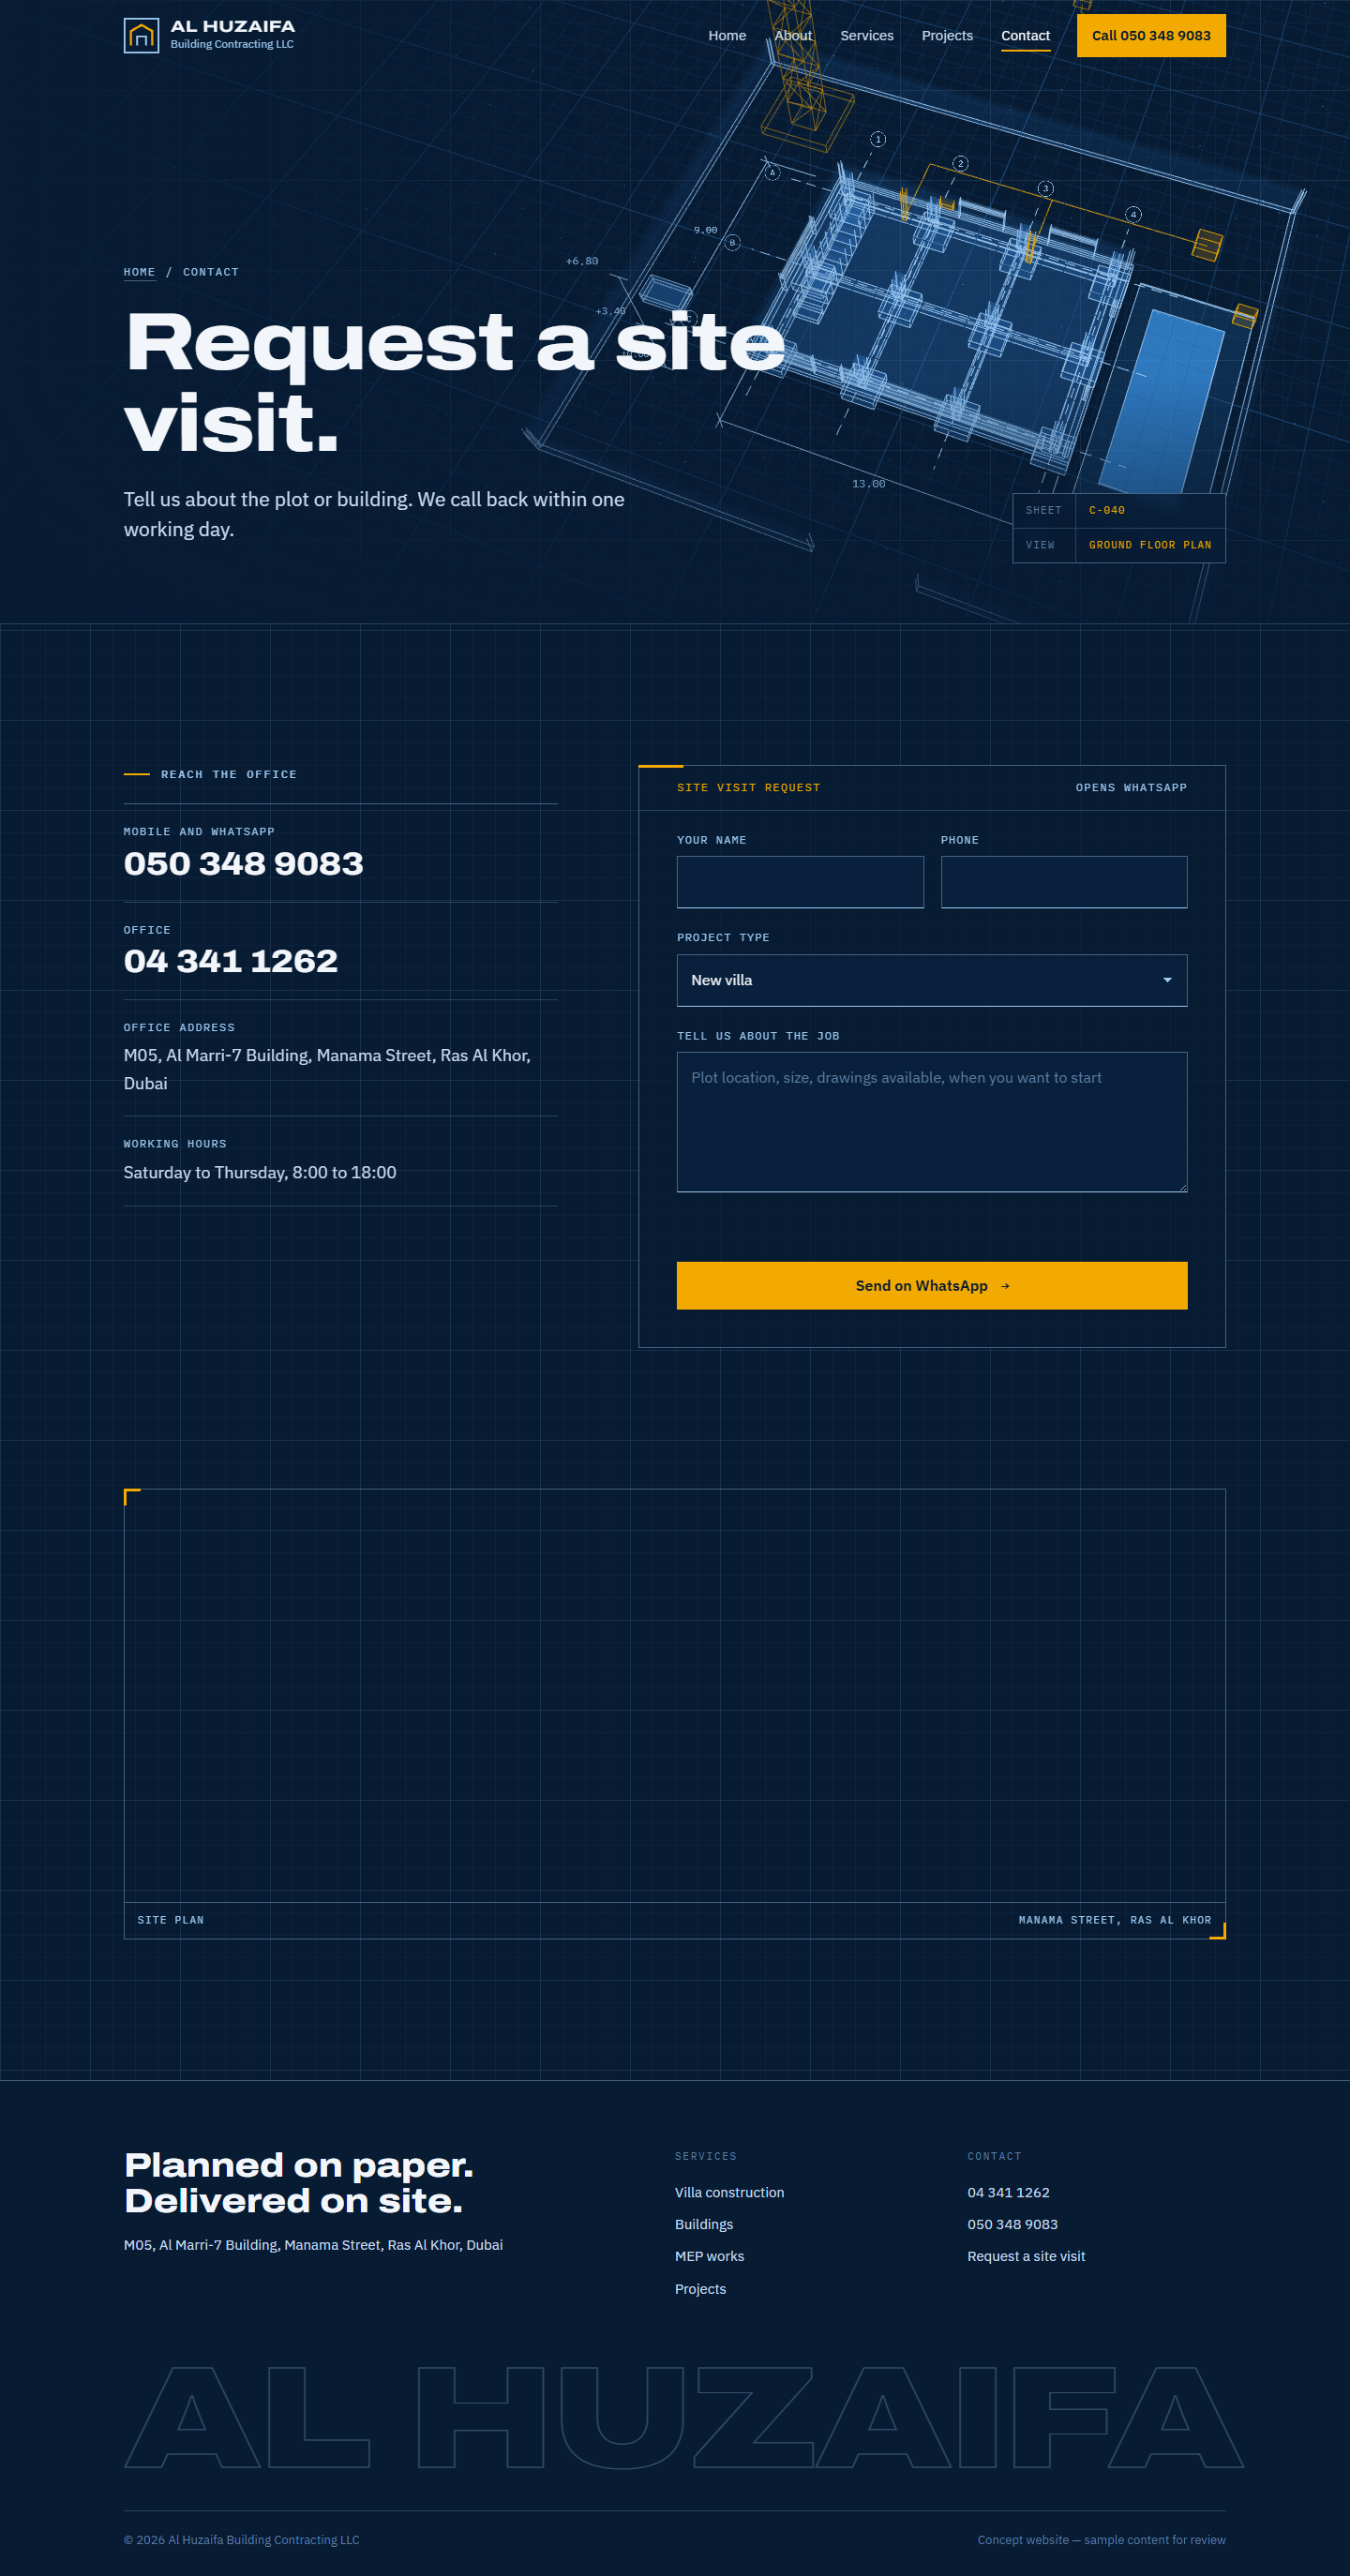 AL HUZAIFA
Building Contracting LLC
Home About Services Projects Contact Call 050 348 9083
1
2
3
4
A
B
C
9.00
+6.80
+3.40
13.00
HOME / CONTACT
Request a site
visit.
Tell us about the plot or building. We call back within one
working day.
SHEET C-040
VIEW GROUND FLOOR PLAN
REACH THE OFFICE
MOBILE AND WHATSAPP
050 348 9083
OFFICE
04 341 1262
OFFICE ADDRESS
M05, Al Marri-7 Building, Manama Street, Ras Al Khor,
Dubai
WORKING HOURS
Saturday to Thursday, 8:00 to 18:00
SITE VISIT REQUEST OPENS WHATSAPP
YOUR NAME PHONE
PROJECT TYPE
New villa
TELL US ABOUT THE JOB
Plot location, size, drawings available, when you want to start
Send on WhatsApp →
SITE PLAN MANAMA STREET, RAS AL KHOR
Planned on paper.
Delivered on site.
M05, Al Marri-7 Building, Manama Street, Ras Al Khor, Dubai
SERVICES
Villa construction
Buildings
MEP works
Projects
CONTACT
04 341 1262
050 348 9083
Request a site visit
AL HUZAIFA
© 2026 Al Huzaifa Building Contracting LLC
Concept website — sample content for review